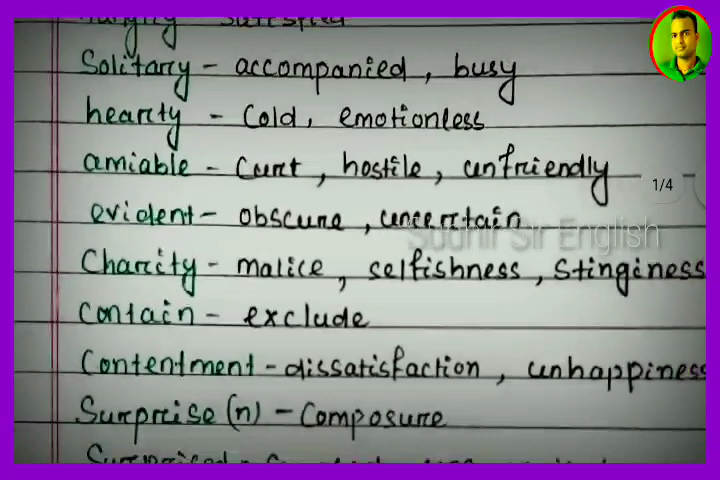 Solitary - accompanied, busy
hearty - Cold, emotionless
amiable - Curt, hostile, unfriendly
1/4
evident - obscure, uncertain
Sudhir Sir English
Charity - malice, selfishness, Stinginess
Contain - exclude
Contentment - dissatisfaction, unhappiness
Surprise (n) - Composure